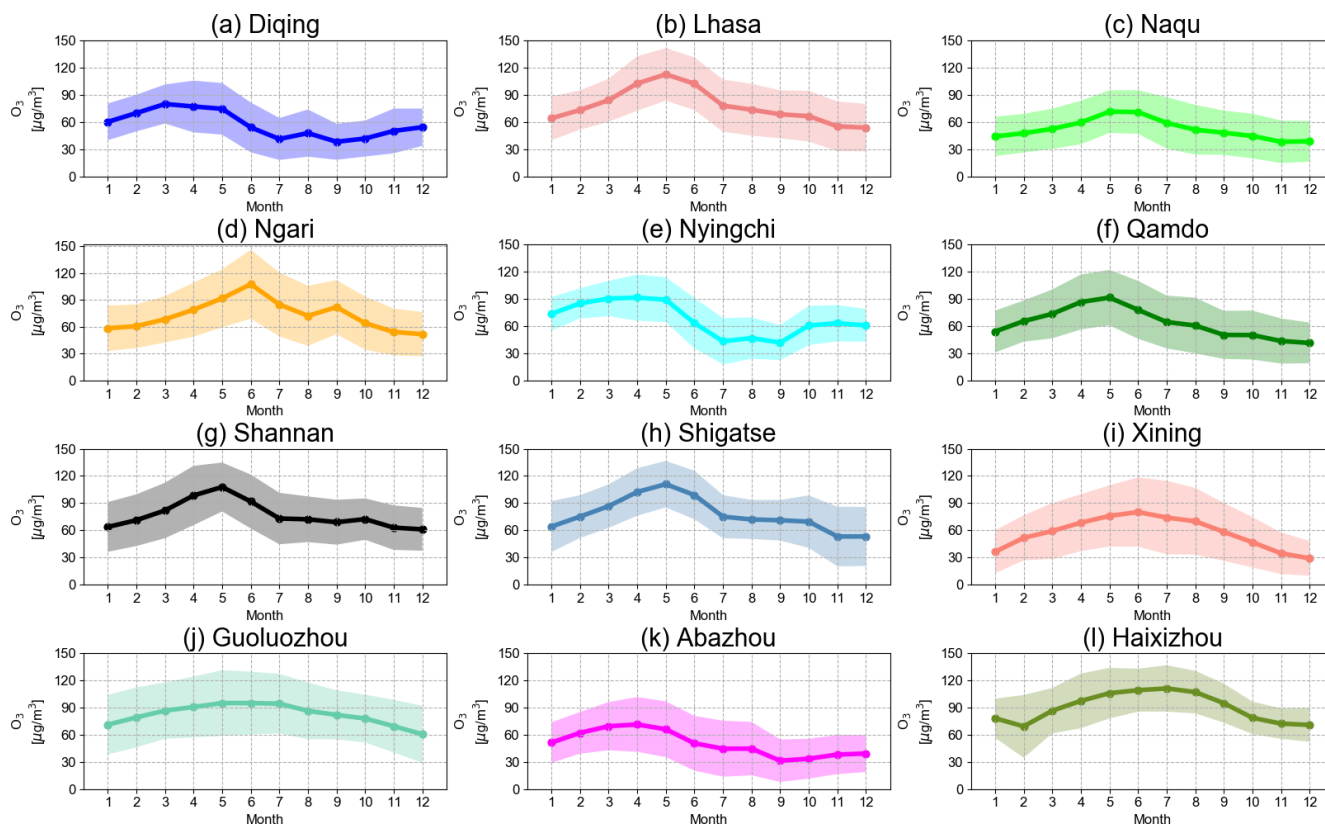 (a) Diqing
(b) Lhasa
(c) Naqu
150
120
90
60
30
0
O3
[μg/m3]
1 2 3 4 5 6 7 8 9 10 11 12
Month
150
120
90
60
30
0
O3
[μg/m3]
1 2 3 4 5 6 7 8 9 10 11 12
Month
150
120
90
60
30
0
O3
[μg/m3]
1 2 3 4 5 6 7 8 9 10 11 12
Month
(d) Ngari
(e) Nyingchi
(f) Qamdo
150
120
90
60
30
0
O3
[μg/m3]
1 2 3 4 5 6 7 8 9 10 11 12
Month
150
120
90
60
30
0
O3
[μg/m3]
1 2 3 4 5 6 7 8 9 10 11 12
Month
150
120
90
60
30
0
O3
[μg/m3]
1 2 3 4 5 6 7 8 9 10 11 12
Month
(g) Shannan
(h) Shigatse
(i) Xining
150
120
90
60
30
0
O3
[μg/m3]
1 2 3 4 5 6 7 8 9 10 11 12
Month
150
120
90
60
30
0
O3
[μg/m3]
1 2 3 4 5 6 7 8 9 10 11 12
Month
150
120
90
60
30
0
O3
[μg/m3]
1 2 3 4 5 6 7 8 9 10 11 12
Month
(j) Guoluozhou
(k) Abazhou
(l) Haixizhou
150
120
90
60
30
0
O3
[μg/m3]
1 2 3 4 5 6 7 8 9 10 11 12
Month
150
120
90
60
30
0
O3
[μg/m3]
1 2 3 4 5 6 7 8 9 10 11 12
Month
150
120
90
60
30
0
O3
[μg/m3]
1 2 3 4 5 6 7 8 9 10 11 12
Month